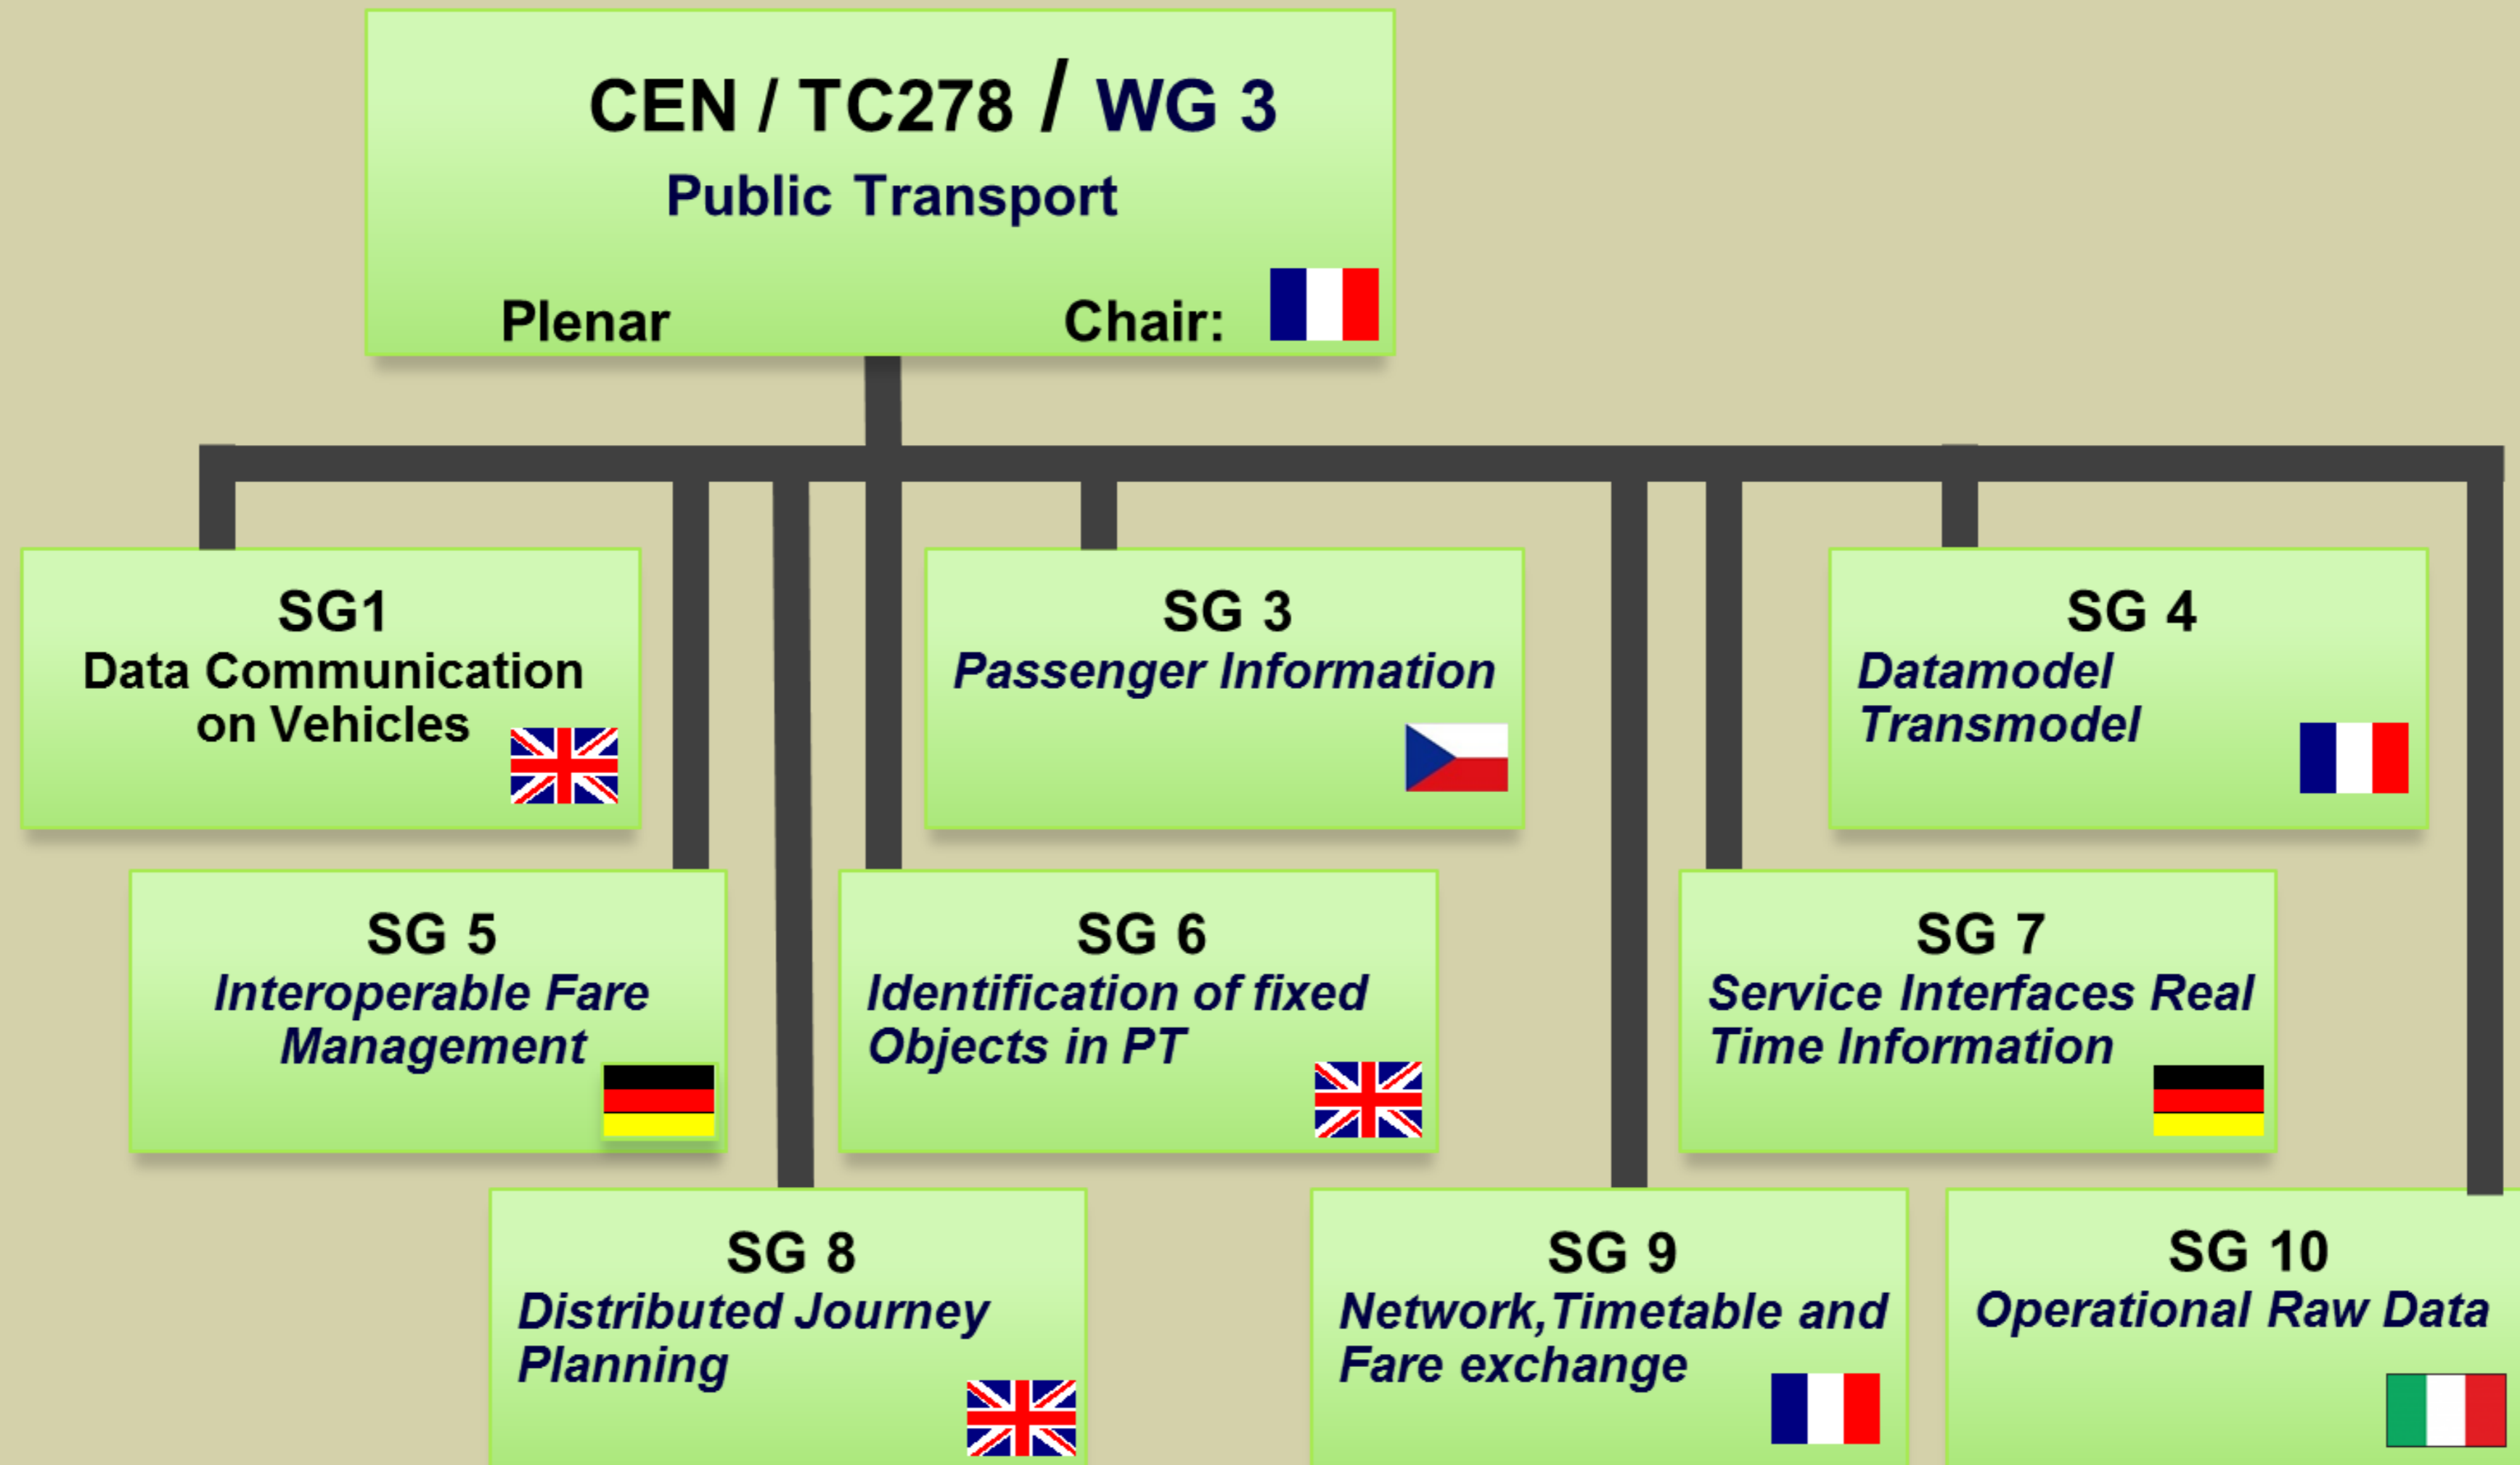 CEN / TC278 / WG 3
Public Transport
Plenar Chair:
SG1
Data Communication
on Vehicles
SG 3
Passenger Information
SG 4
Datamodel
Transmodel
SG 5
Interoperable Fare
Management
SG 6
Identification of fixed
Objects in PT
SG 7
Service Interfaces Real
Time Information
SG 8
Distributed Journey
Planning
SG 9
Network,Timetable and
Fare exchange
SG 10
Operational Raw Data